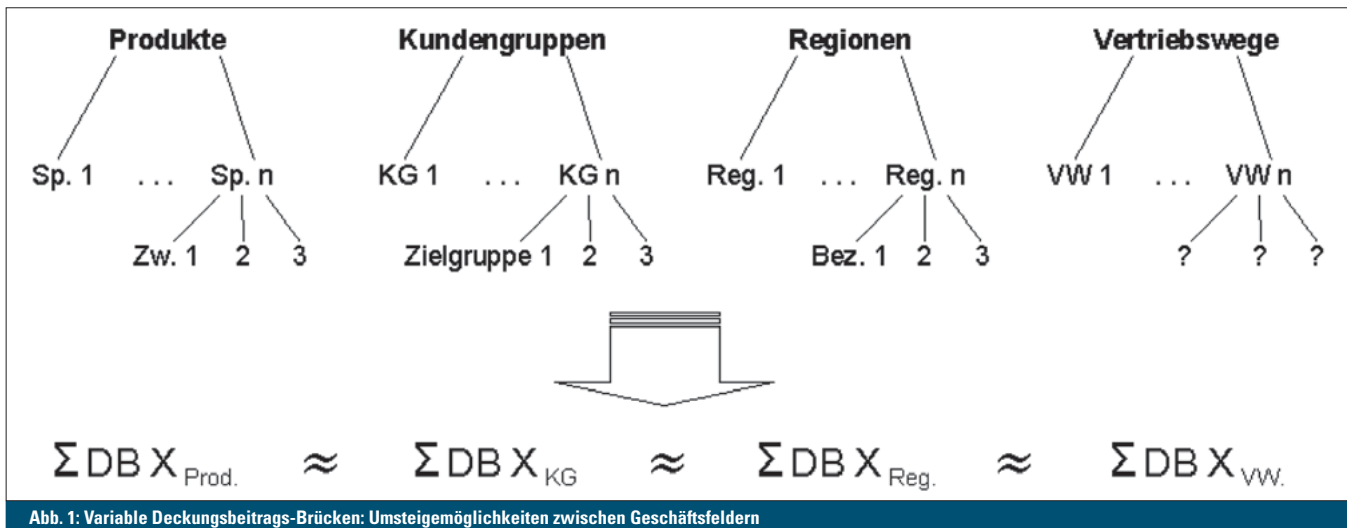 Produkte Kundengruppen Regionen Vertriebswege
Sp. 1 . . . Sp. n KG 1 . . . KG n Reg. 1 . . . Reg. n VW 1 . . . VW n
Zw. 1 2 3 Zielgruppe 1 2 3 Bez. 1 2 3 ? ? ?
Σ DB X Prod. ≈ Σ DB X KG ≈ Σ DB X Reg. ≈ Σ DB X VW.
Abb. 1: Variable Deckungsbeitrags-Brücken: Umsteigemöglichkeiten zwischen Geschäftsfeldern